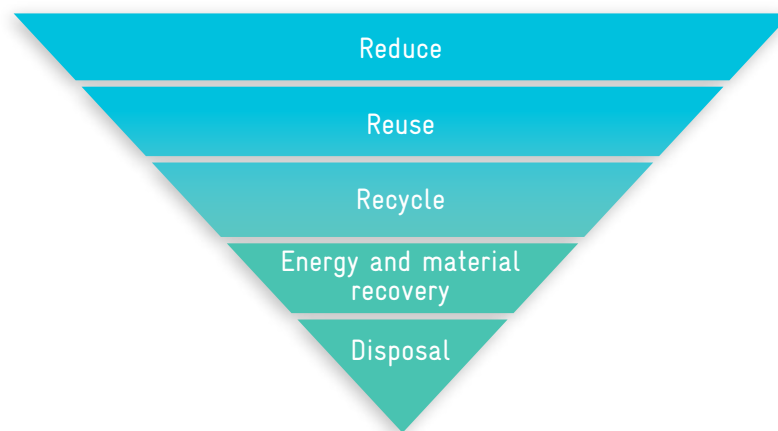 Reduce
Reuse
Recycle
Energy and material
recovery
Disposal